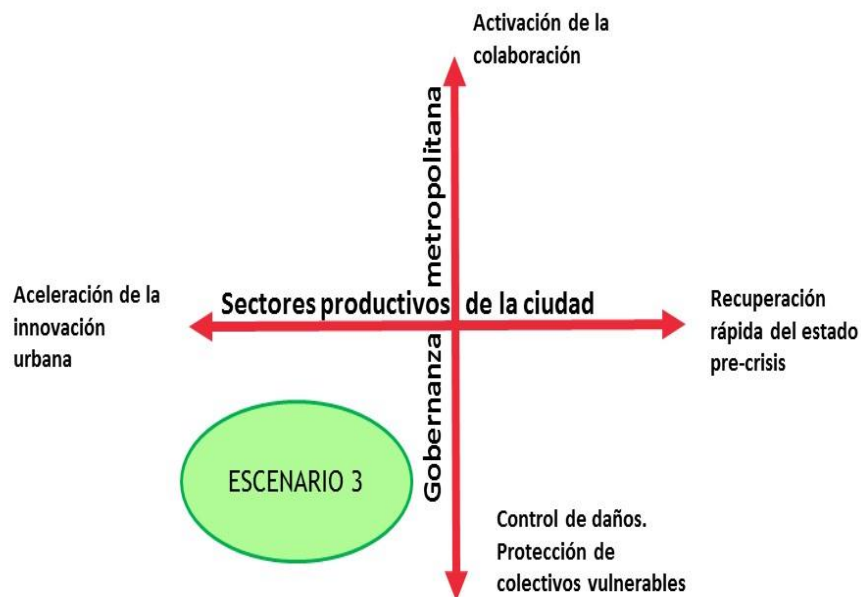 Activación de la
colaboración
Gobernanza metropolitana
Aceleración de la
innovación
urbana
Sectores productivos de la ciudad
Recuperación
rápida del estado
pre-crisis
ESCENARIO 3
Control de daños.
Protección de
colectivos vulnerables